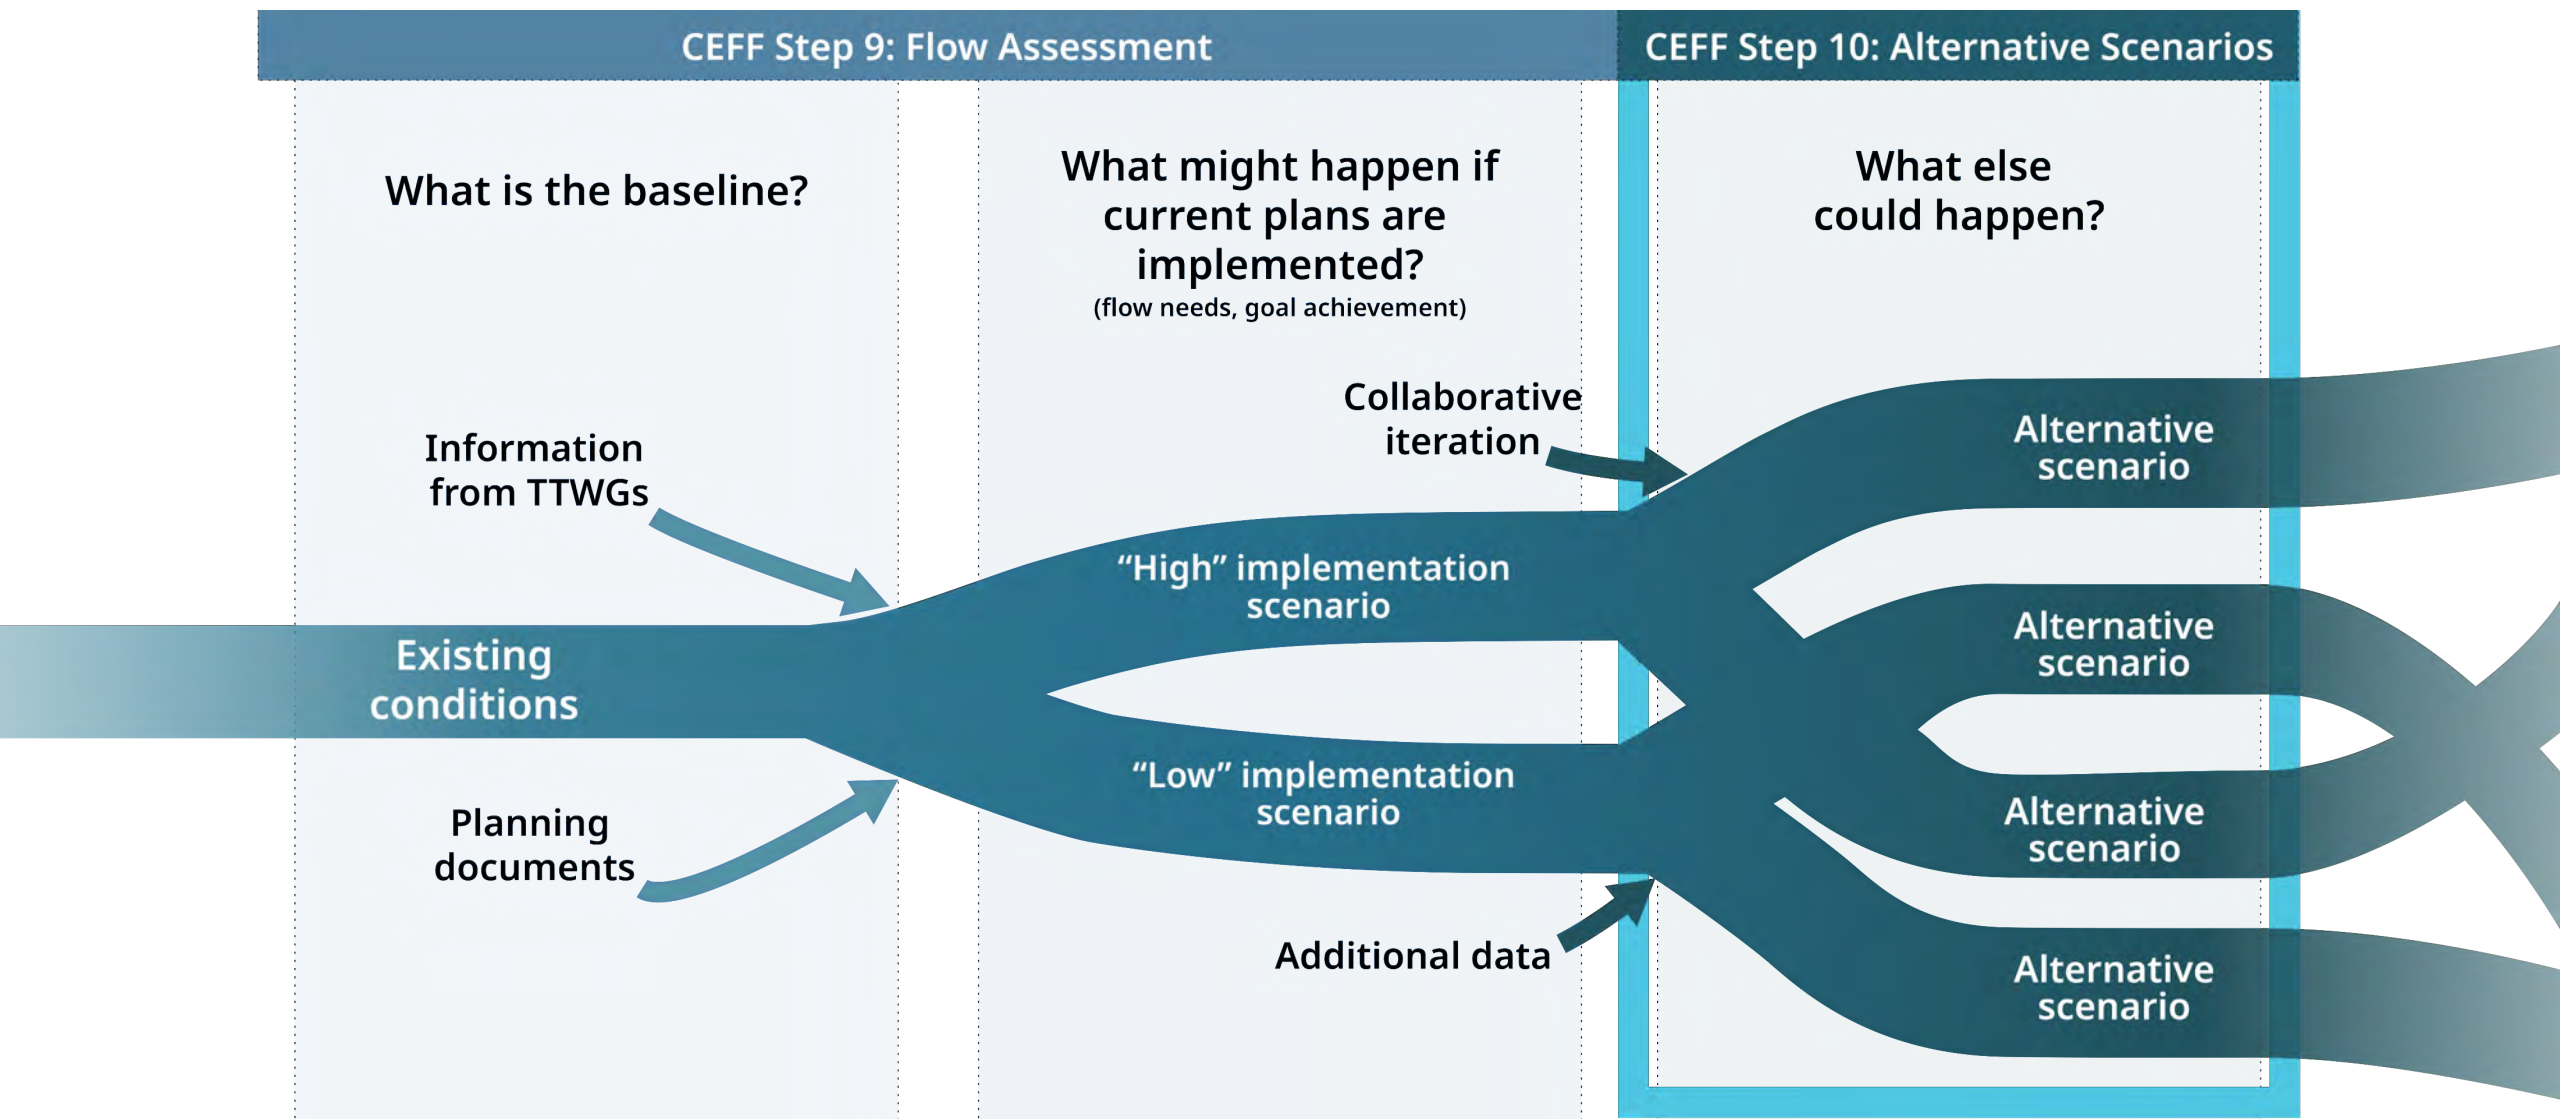 CEFF Step 9: Flow Assessment
CEFF Step 10: Alternative Scenarios
What is the baseline?
What might happen if
current plans are
implemented?
(flow needs, goal achievement)
What else
could happen?
Information
from TTWGs
Existing
conditions
Planning
documents
Collaborative
iteration
“High” implementation
scenario
“Low” implementation
scenario
Additional data
Alternative
scenario
Alternative
scenario
Alternative
scenario
Alternative
scenario